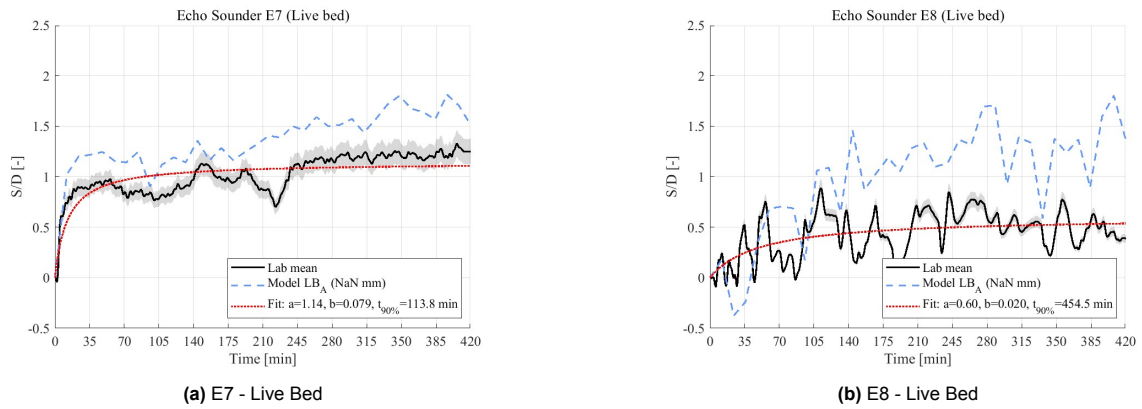 Echo Sounder E7 (Live bed)
2.5
2
1.5
1
0.5
0
-0.5
S/D [-]
0 35 70 105 140 175 210 245 280 315 350 385 420
Time [min]
Lab mean
Model LB_A (NaN mm)
Fit: a=1.14, b=0.079, t_90%=113.8 min
(a) E7 - Live Bed
Echo Sounder E8 (Live bed)
2.5
2
1.5
1
0.5
0
-0.5
S/D [-]
0 35 70 105 140 175 210 245 280 315 350 385 420
Time [min]
Lab mean
Model LB_A (NaN mm)
Fit: a=0.60, b=0.020, t_90%=454.5 min
(b) E8 - Live Bed